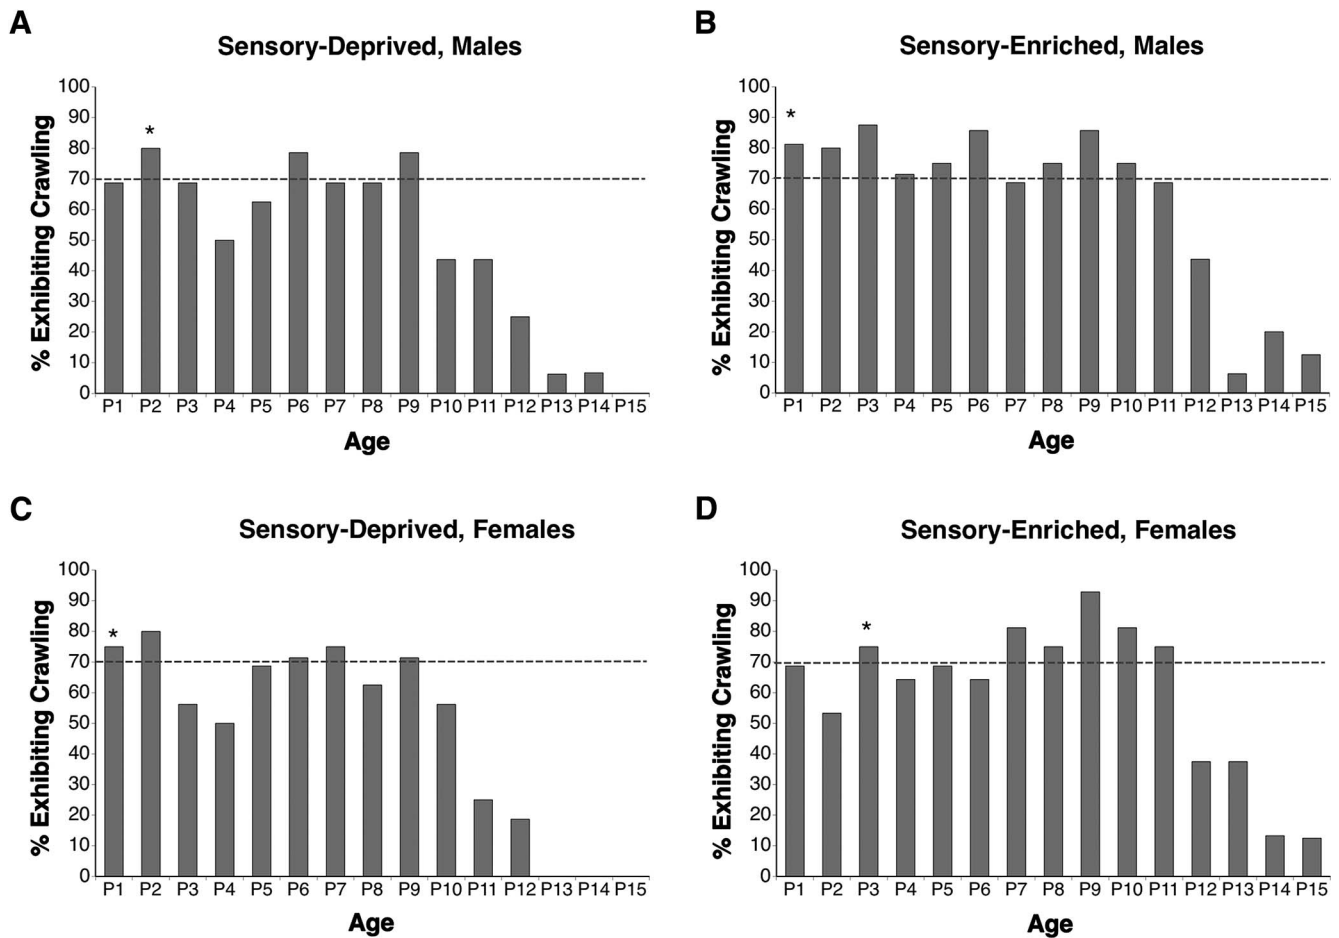 A
Sensory-Deprived, Males
% Exhibiting Crawling
100
90
80
70
60
50
40
30
20
10
0
*
P1 P2 P3 P4 P5 P6 P7 P8 P9 P10 P11 P12 P13 P14 P15
Age
B
Sensory-Enriched, Males
% Exhibiting Crawling
100
90
80
70
60
50
40
30
20
10
0
*
P1 P2 P3 P4 P5 P6 P7 P8 P9 P10 P11 P12 P13 P14 P15
Age
C
Sensory-Deprived, Females
% Exhibiting Crawling
100
90
80
70
60
50
40
30
20
10
0
*
P1 P2 P3 P4 P5 P6 P7 P8 P9 P10 P11 P12 P13 P14 P15
Age
D
Sensory-Enriched, Females
% Exhibiting Crawling
100
90
80
70
60
50
40
30
20
10
0
*
P1 P2 P3 P4 P5 P6 P7 P8 P9 P10 P11 P12 P13 P14 P15
Age